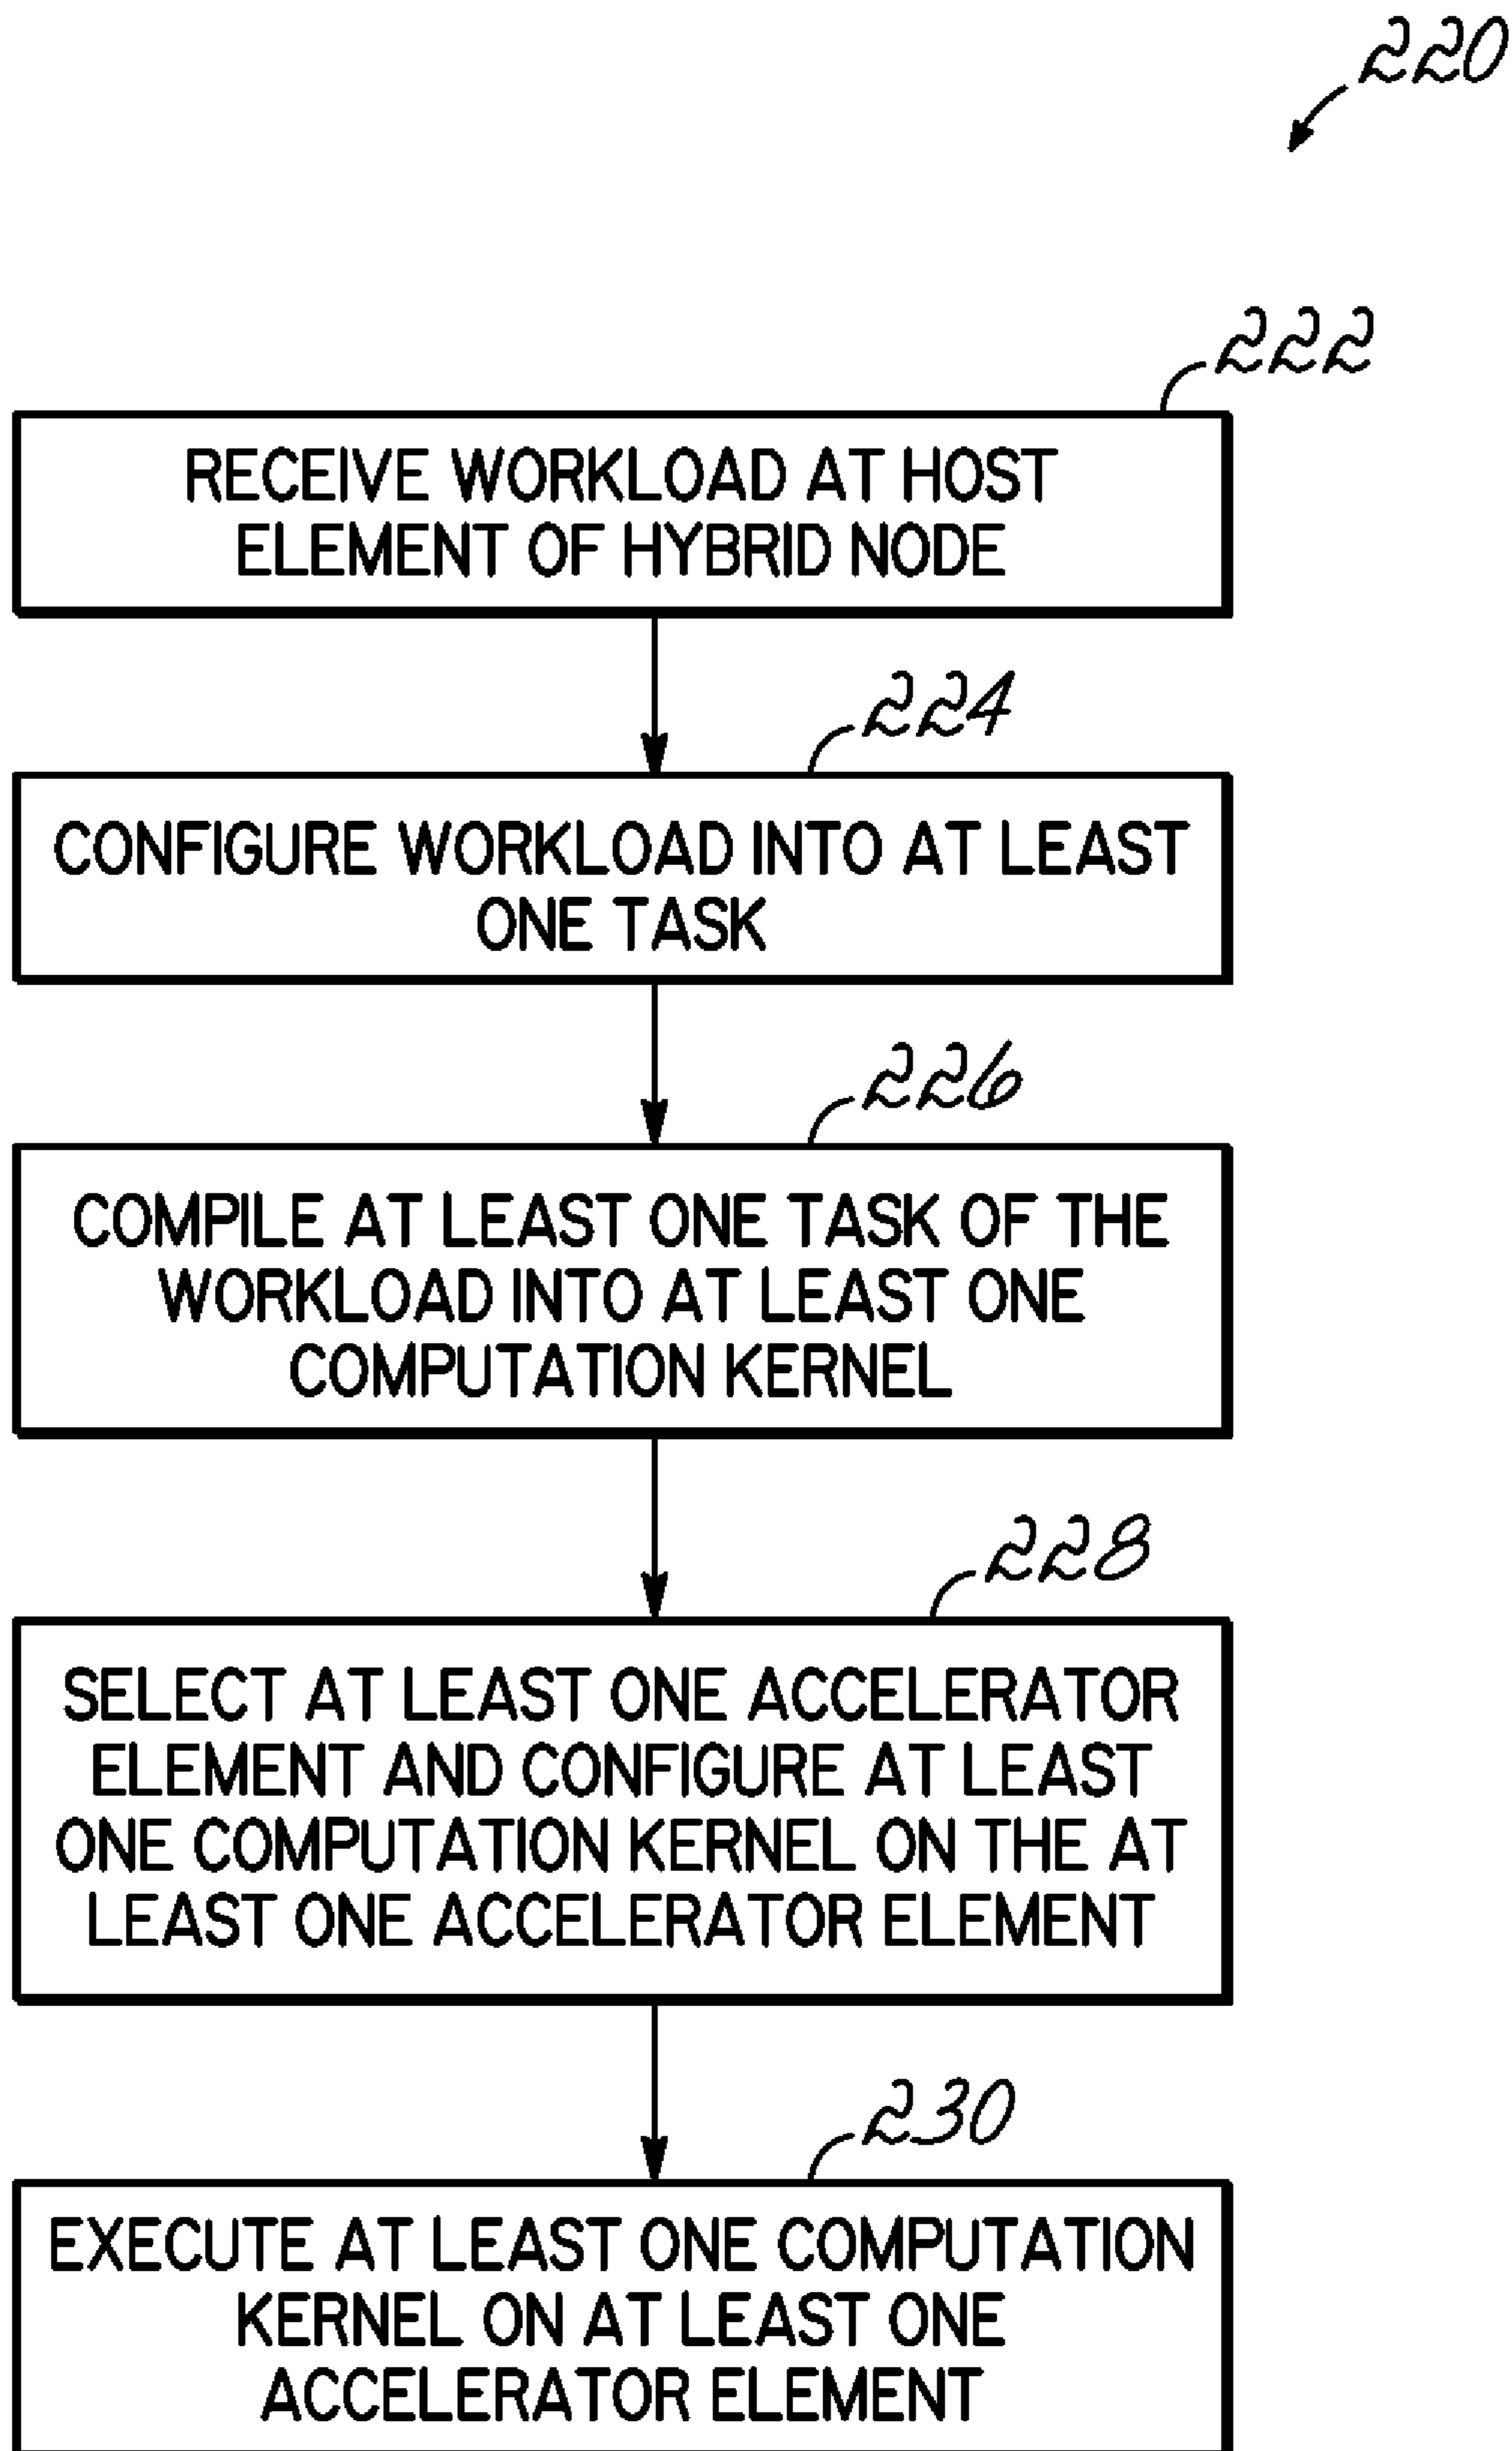 220
222
RECEIVE WORKLOAD AT HOST
ELEMENT OF HYBRID NODE
224
CONFIGURE WORKLOAD INTO AT LEAST
ONE TASK
226
COMPILE AT LEAST ONE TASK OF THE
WORKLOAD INTO AT LEAST ONE
COMPUTATION KERNEL
228
SELECT AT LEAST ONE ACCELERATOR
ELEMENT AND CONFIGURE AT LEAST
ONE COMPUTATION KERNEL ON THE AT
LEAST ONE ACCELERATOR ELEMENT
230
EXECUTE AT LEAST ONE COMPUTATION
KERNEL ON AT LEAST ONE
ACCELERATOR ELEMENT